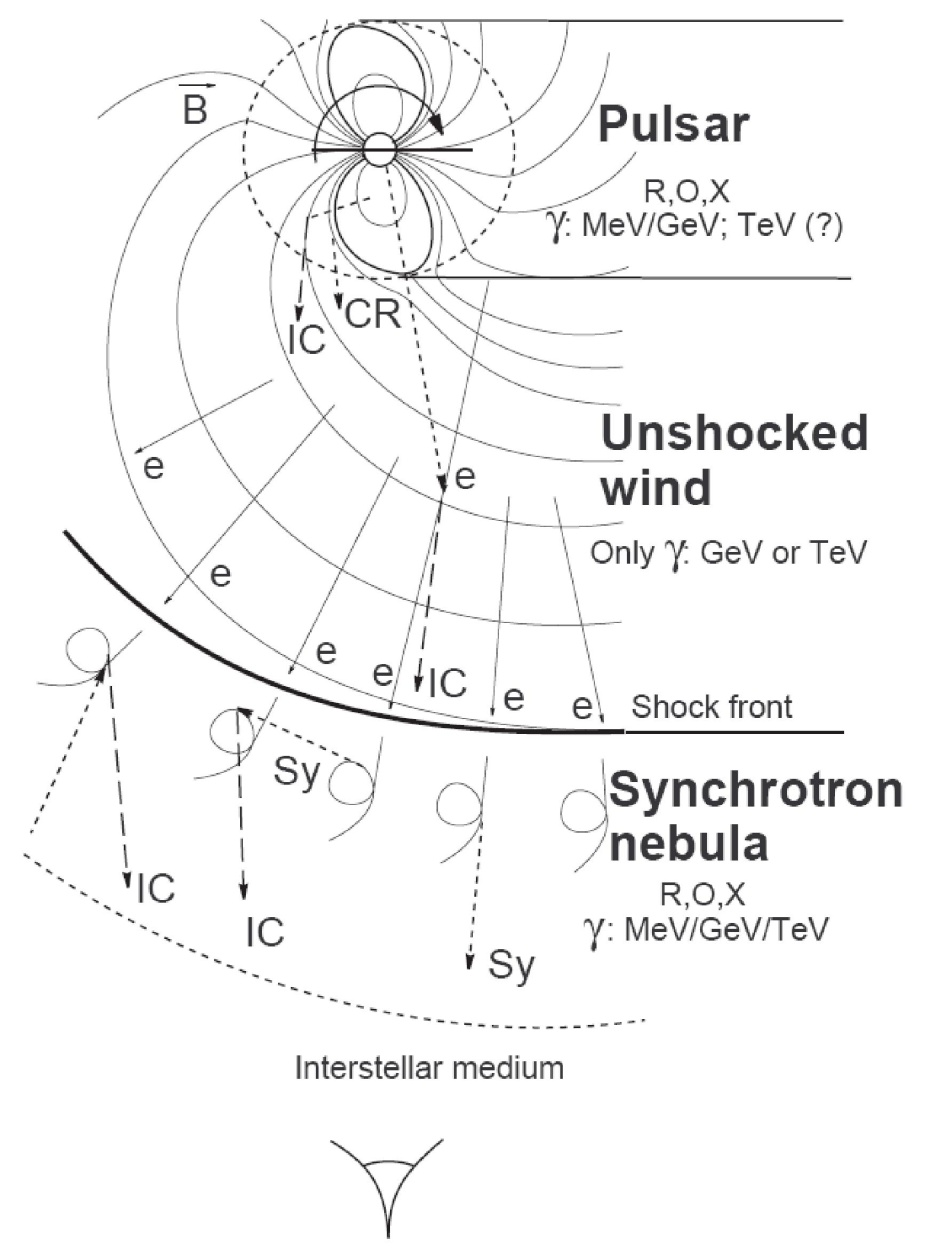 B
Pulsar
R,O,X
γ: MeV/GeV; TeV (?)
CR
IC
Unshocked
wind
e
e
Only γ: GeV or TeV
e
e
e
IC
e
e
Shock front
Sy
Synchrotron
nebula
IC
R,O,X
IC
γ: MeV/GeV/TeV
Sy
Interstellar medium